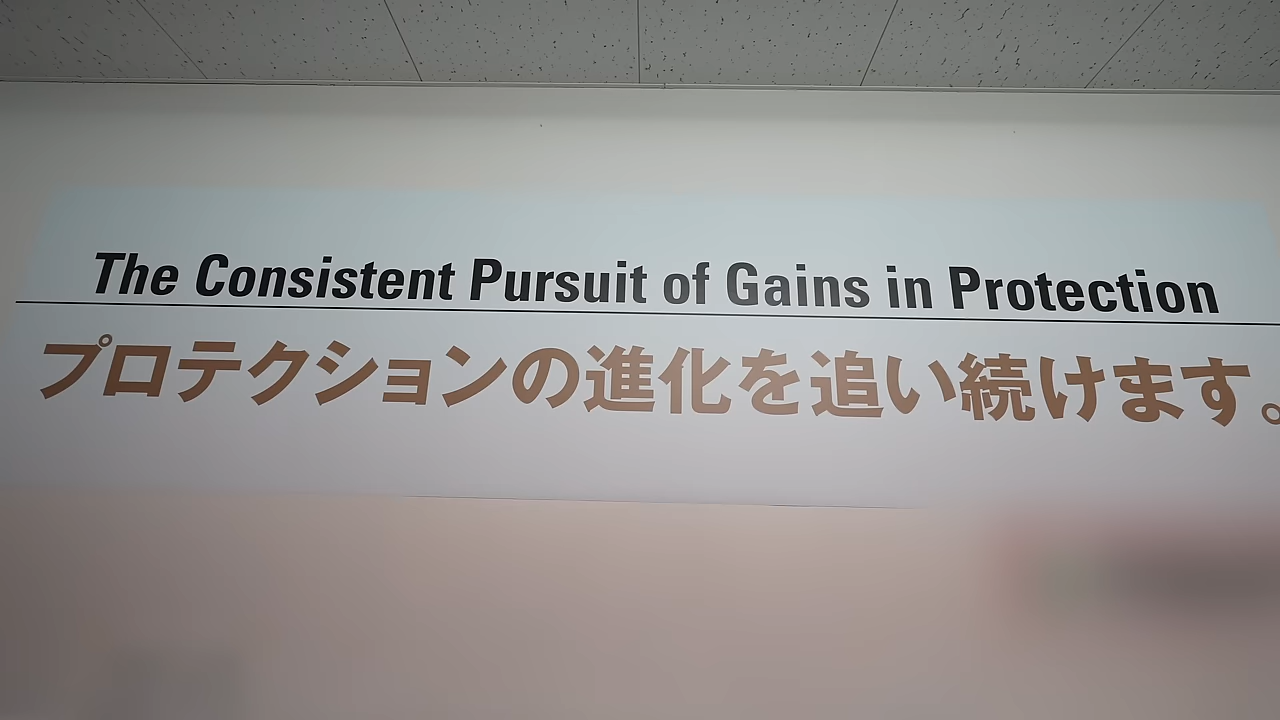 The Consistent Pursuit of Gains in Protection
プロテクションの進化を追い続けます。